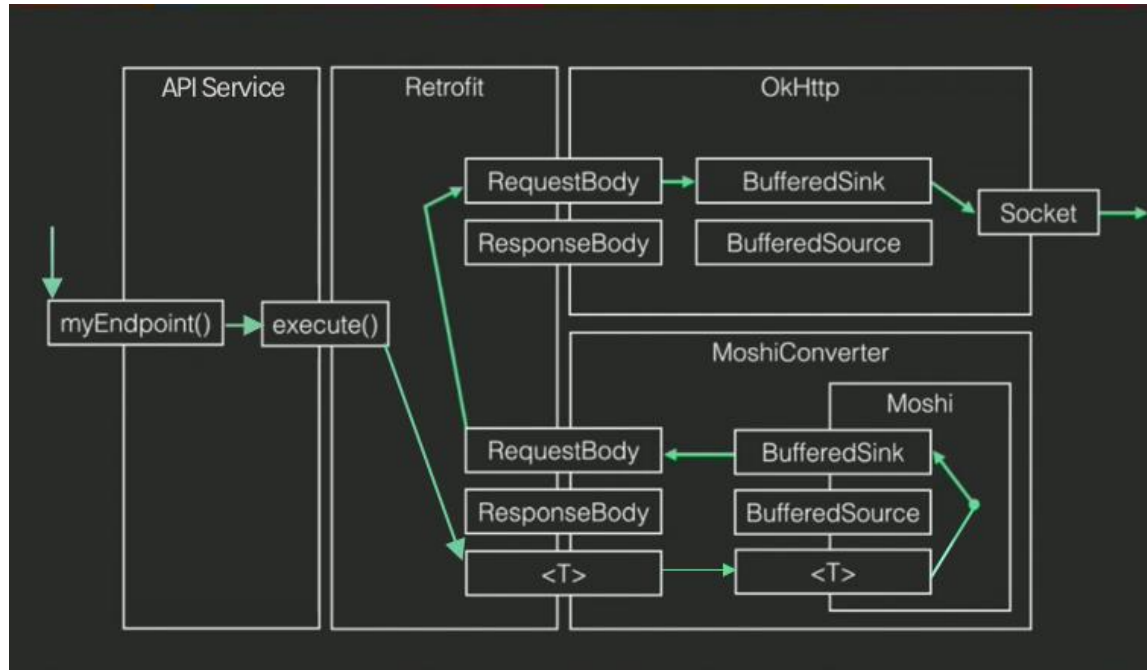 API Service
Retrofit
OkHttp
RequestBody
BufferedSink
Socket
ResponseBody
BufferedSource
myEndpoint()
execute()
MoshiConverter
Moshi
RequestBody
BufferedSink
ResponseBody
BufferedSource
<T>
<T>